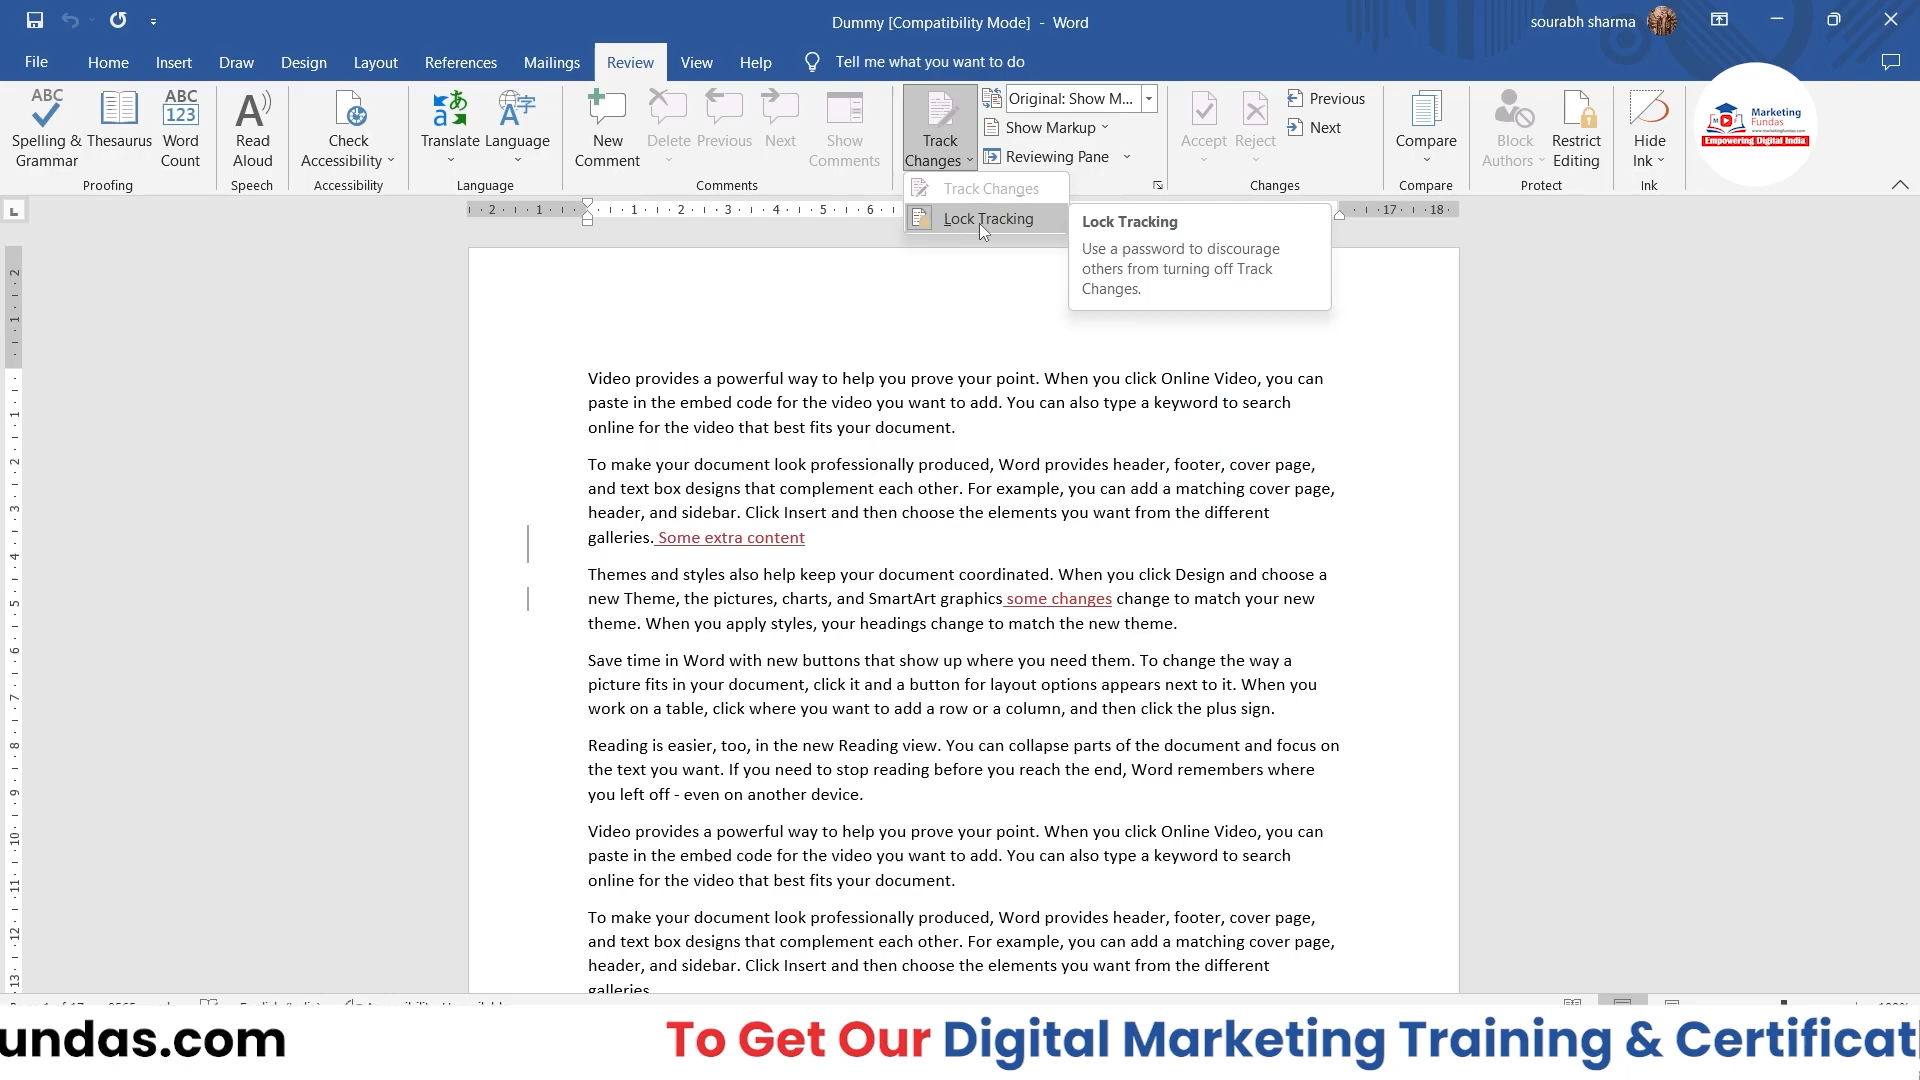 Dummy [Compatibility Mode] - Word
sourabh sharma
File Home Insert Draw Design Layout References Mailings Review View Help Tell me what you want to do
ABC
Spelling &
Grammar
Thesaurus
ABC
123
Word
Count
Proofing
Read
Aloud
Speech
Check
Accessibility
Accessibility
Translate
Language
Language
New
Comment
Delete
Previous
Next
Show
Comments
Comments
Track
Changes
Original: Show M...
Show Markup
Reviewing Pane
Accept
Reject
Previous
Next
Changes
Compare
Compare
Block
Authors
Restrict
Editing
Protect
Hide
Ink
Ink
Marketing
Fundas
www.marketingfundas.com
Empowering Digital India
Track Changes
Lock Tracking
Lock Tracking
Use a password to discourage
others from turning off Track
Changes.
Video provides a powerful way to help you prove your point. When you click Online Video, you can
paste in the embed code for the video you want to add. You can also type a keyword to search
online for the video that best fits your document.
To make your document look professionally produced, Word provides header, footer, cover page,
and text box designs that complement each other. For example, you can add a matching cover page,
header, and sidebar. Click Insert and then choose the elements you want from the different
galleries. Some extra content
Themes and styles also help keep your document coordinated. When you click Design and choose a
new Theme, the pictures, charts, and SmartArt graphics some changes change to match your new
theme. When you apply styles, your headings change to match the new theme.
Save time in Word with new buttons that show up where you need them. To change the way a
picture fits in your document, click it and a button for layout options appears next to it. When you
work on a table, click where you want to add a row or a column, and then click the plus sign.
Reading is easier, too, in the new Reading view. You can collapse parts of the document and focus on
the text you want. If you need to stop reading before you reach the end, Word remembers where
you left off - even on another device.
Video provides a powerful way to help you prove your point. When you click Online Video, you can
paste in the embed code for the video you want to add. You can also type a keyword to search
online for the video that best fits your document.
To make your document look professionally produced, Word provides header, footer, cover page,
and text box designs that complement each other. For example, you can add a matching cover page,
header, and sidebar. Click Insert and then choose the elements you want from the different
galleries.
undas.com To Get Our Digital Marketing Training & Certificat